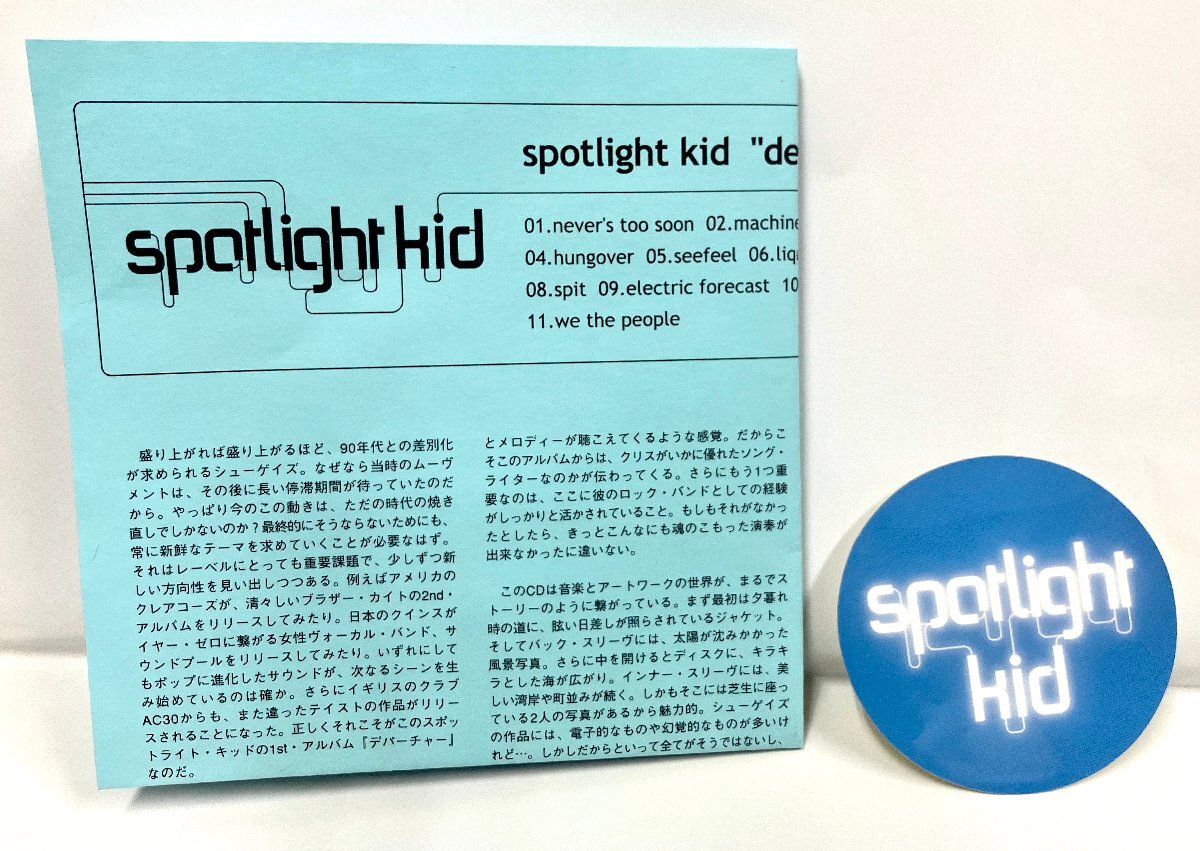 spotlight kid "de
spotlight kid
01.never's too soon 02.machine
04.hungover 05.seefeel 06.liq
08.spit 09.electric forecast 10
11.we the people
盛り上がれば盛り上がるほど、90年代との差別化
が求められるシューゲイズ。なぜなら当時のムーヴ
メントは、その後に長い停滞期間が待っていたのだ
から。やっぱり今のこの動きは、ただの時代の焼き
直しでしかないのか？最終的にそうならないためにも、
常に新鮮なテーマを求めていくことが必要なはず。
それはレーベルにとっても重要課題で、少しずつ新
しい方向性を見い出しつつある。例えばアメリカの
クレアコーズが、清々しいブラザー・カイトの2nd・
アルバムをリリースしてみたり。日本のクインスが
イヤー・ゼロに繋がる女性ヴォーカル・バンド、サ
ウンドプールをリリースしてみたり。いずれにして
もポップに進化したサウンドが、次なるシーンを生
み始めているのは確か。さらにイギリスのクラブ
AC30からも、また違ったテイストの作品がリリー
スされることになった。正しくそれこそがこのスポッ
トライト・キッドの1st・アルバム『デパーチャー』
なのだ。
とメロディーが聴こえてくるような感覚。だからこ
そこのアルバムからは、クリスがいかに優れたソング・
ライターなのかが伝わってくる。さらにもう1つ重
要なのは、ここに彼のロック・バンドとしての経験
がしっかりと活かされていること。もしもそれがなかっ
たとしたら、きっとこんなにも魂のこもった演奏が
出来なかったに違いない。
このCDは音楽とアートワークの世界が、まるでス
トーリーのように繋がっている。まず最初は夕暮れ
時の道に、眩い日差しが照らされているジャケット。
そしてバック・スリーヴには、太陽が沈みかかった
風景写真。さらに中を開けるとディスクに、キラキ
ラとした海が広がり。インナー・スリーヴには、美
しい湾岸や町並みが続く。しかもそこには芝生に座っ
ている2人の写真があるから魅力的。シューゲイズ
の作品には、電子的なものや幻覚的なものが多いけ
れど…。しかしだからといって全てがそうではないし、
spotlight
kid